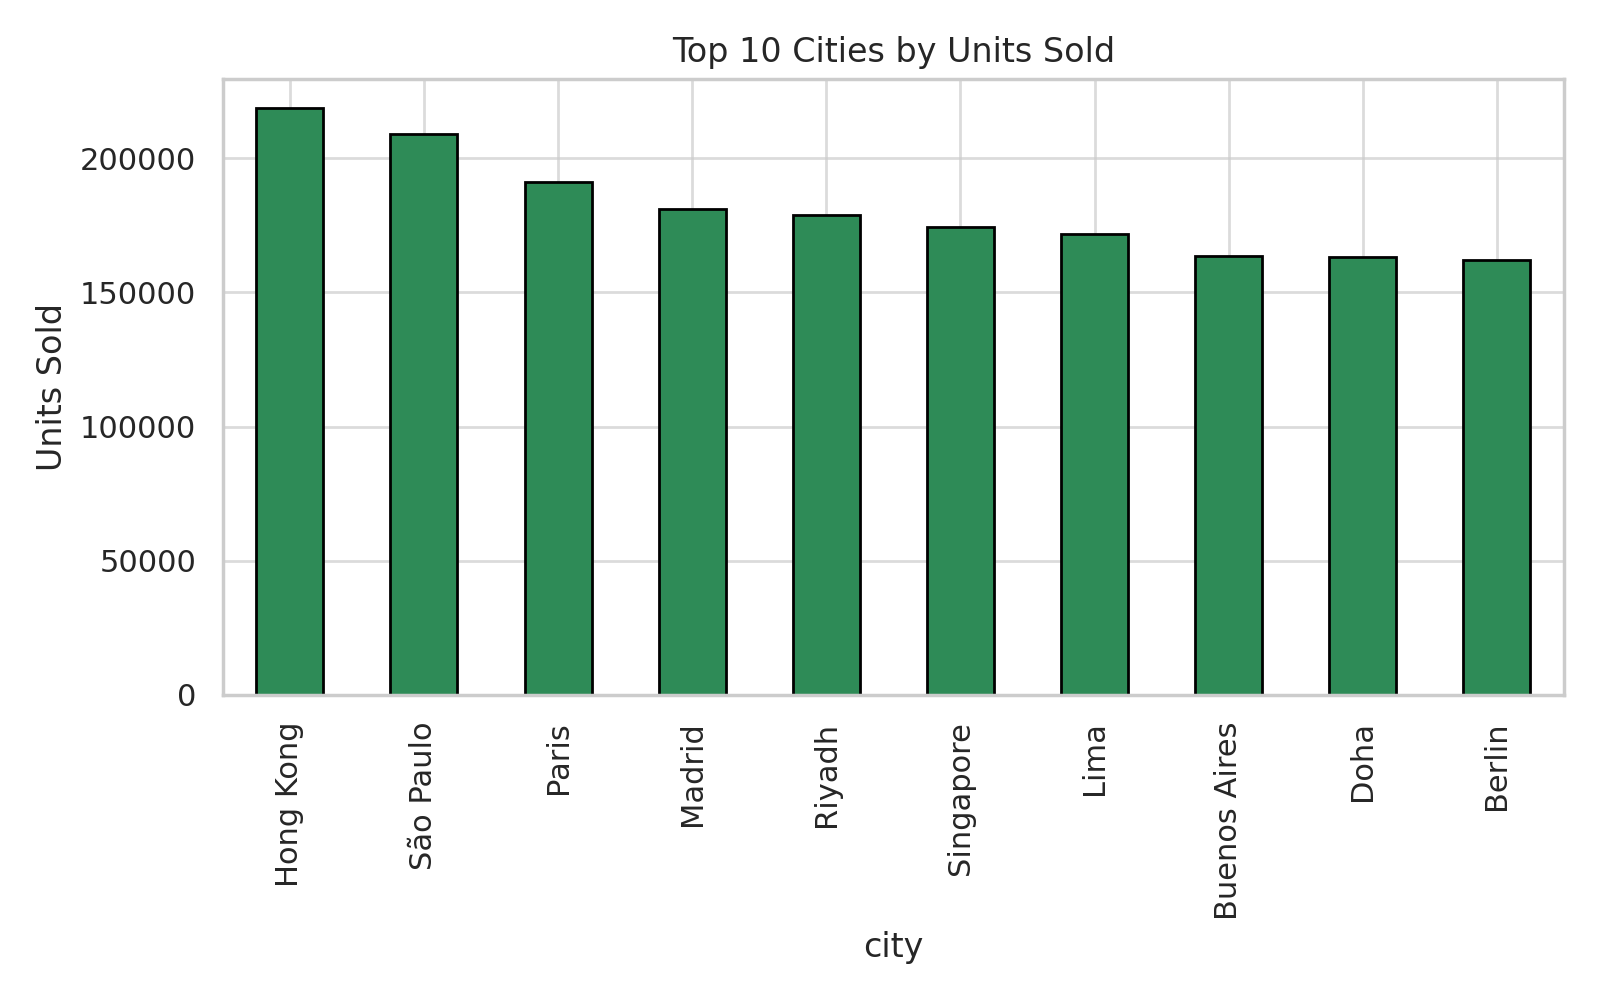 Top 10 Cities by Units Sold
Units Sold
200000
150000
100000
50000
0
Hong Kong
São Paulo
Paris
Madrid
Riyadh
Singapore
Lima
Buenos Aires
Doha
Berlin
city